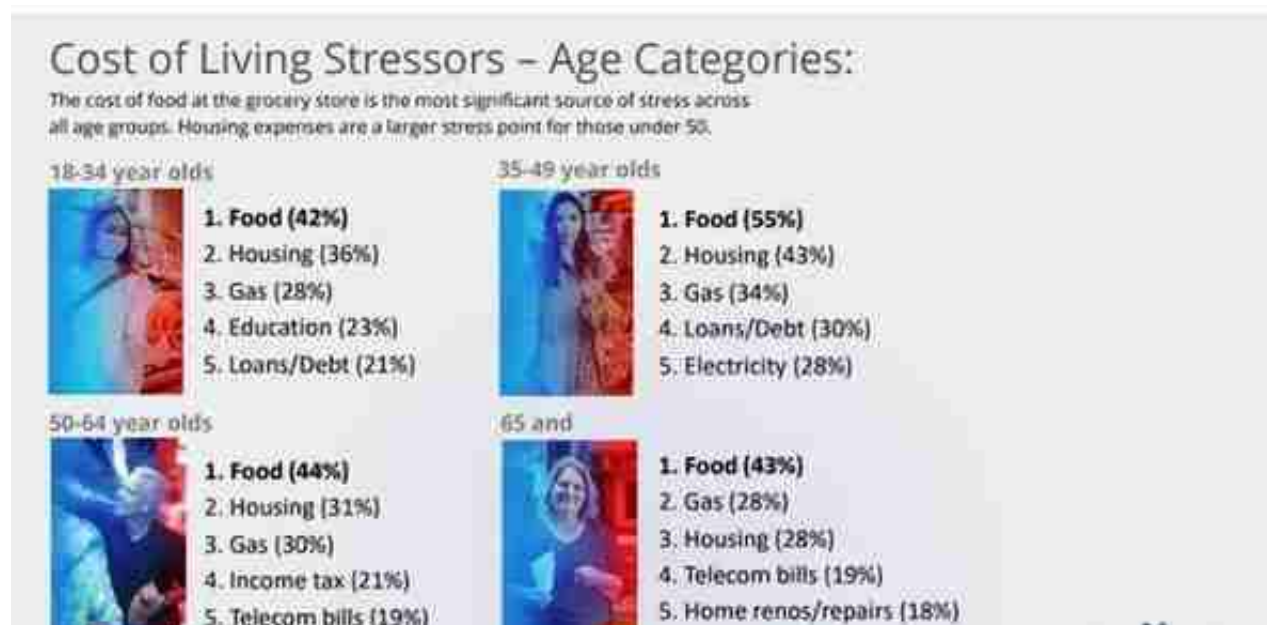 Cost of Living Stressors – Age Categories:
The cost of food at the grocery store is the most significant source of stress across
all age groups. Housing expenses are a larger stress point for those under 50.
18-34 year olds
1. Food (42%)
2. Housing (36%)
3. Gas (28%)
4. Education (23%)
5. Loans/Debt (21%)
35-49 year olds
1. Food (55%)
2. Housing (43%)
3. Gas (34%)
4. Loans/Debt (30%)
5. Electricity (28%)
50-64 year olds
1. Food (44%)
2. Housing (31%)
3. Gas (30%)
4. Income tax (21%)
5. Telecom bills (19%)
65 and
1. Food (43%)
2. Gas (28%)
3. Housing (28%)
4. Telecom bills (19%)
5. Home renos/repairs (18%)